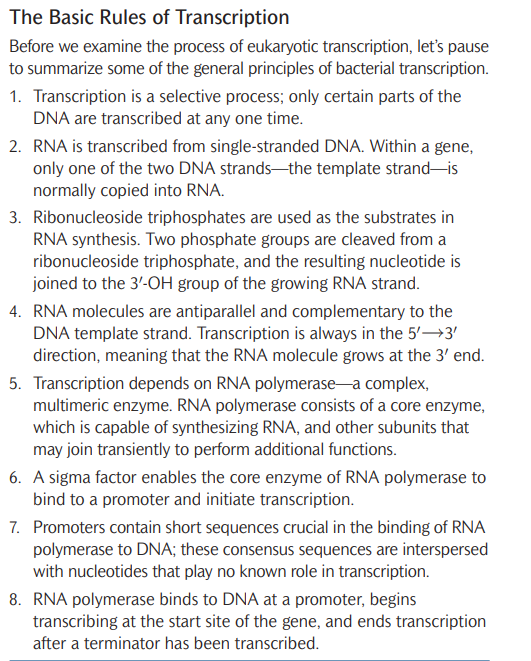 The Basic Rules of Transcription
Before we examine the process of eukaryotic transcription, let's pause
to summarize some of the general principles of bacterial transcription.
1. Transcription is a selective process; only certain parts of the
DNA are transcribed at any one time.
2. RNA is transcribed from single-stranded DNA. Within a gene,
only one of the two DNA strands—the template strand—is
normally copied into RNA.
3. Ribonucleoside triphosphates are used as the substrates in
RNA synthesis. Two phosphate groups are cleaved from a
ribonucleoside triphosphate, and the resulting nucleotide is
joined to the 3′-OH group of the growing RNA strand.
4. RNA molecules are antiparallel and complementary to the
DNA template strand. Transcription is always in the 5′⟶3′
direction, meaning that the RNA molecule grows at the 3′ end.
5. Transcription depends on RNA polymerase—a complex,
multimeric enzyme. RNA polymerase consists of a core enzyme,
which is capable of synthesizing RNA, and other subunits that
may join transiently to perform additional functions.
6. A sigma factor enables the core enzyme of RNA polymerase to
bind to a promoter and initiate transcription.
7. Promoters contain short sequences crucial in the binding of RNA
polymerase to DNA; these consensus sequences are interspersed
with nucleotides that play no known role in transcription.
8. RNA polymerase binds to DNA at a promoter, begins
transcribing at the start site of the gene, and ends transcription
after a terminator has been transcribed.